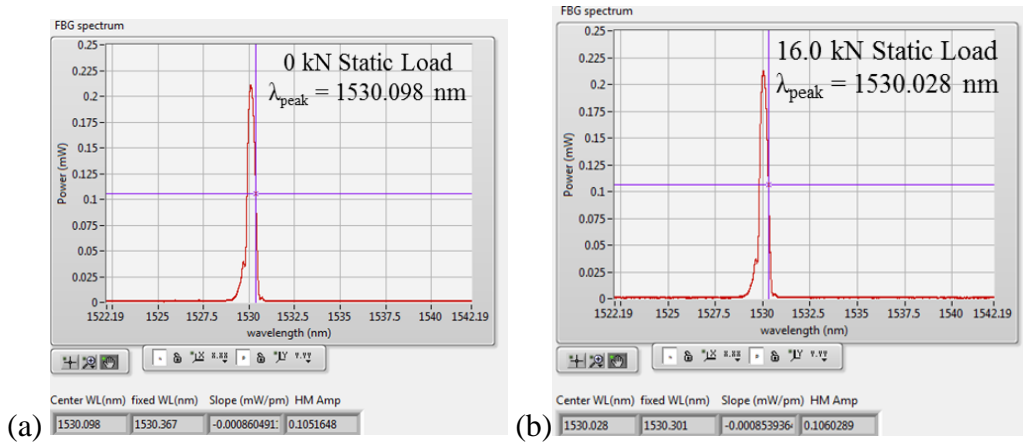 FBG spectrum
0 kN Static Load
λpeak = 1530.098 nm
Power (mW)
0.25
0.225
0.2
0.175
0.15
0.125
0.1
0.075
0.05
0.025
0
1522.19 1525 1527.5 1530 1532.5 1535 1537.5 1540 1542.19
wavelength (nm)
Center WL(nm) fixed WL(nm) Slope (mW/pm) HM Amp
(a) 1530.098 1530.367 -0.000860491 0.1051648
FBG spectrum
16.0 kN Static Load
λpeak = 1530.028 nm
Power (mW)
0.25
0.225
0.2
0.175
0.15
0.125
0.1
0.075
0.05
0.025
0
1522.19 1525 1527.5 1530 1532.5 1535 1537.5 1540 1542.19
wavelength (nm)
Center WL(nm) fixed WL(nm) Slope (mW/pm) HM Amp
(b) 1530.028 1530.301 -0.000853936 0.1060289